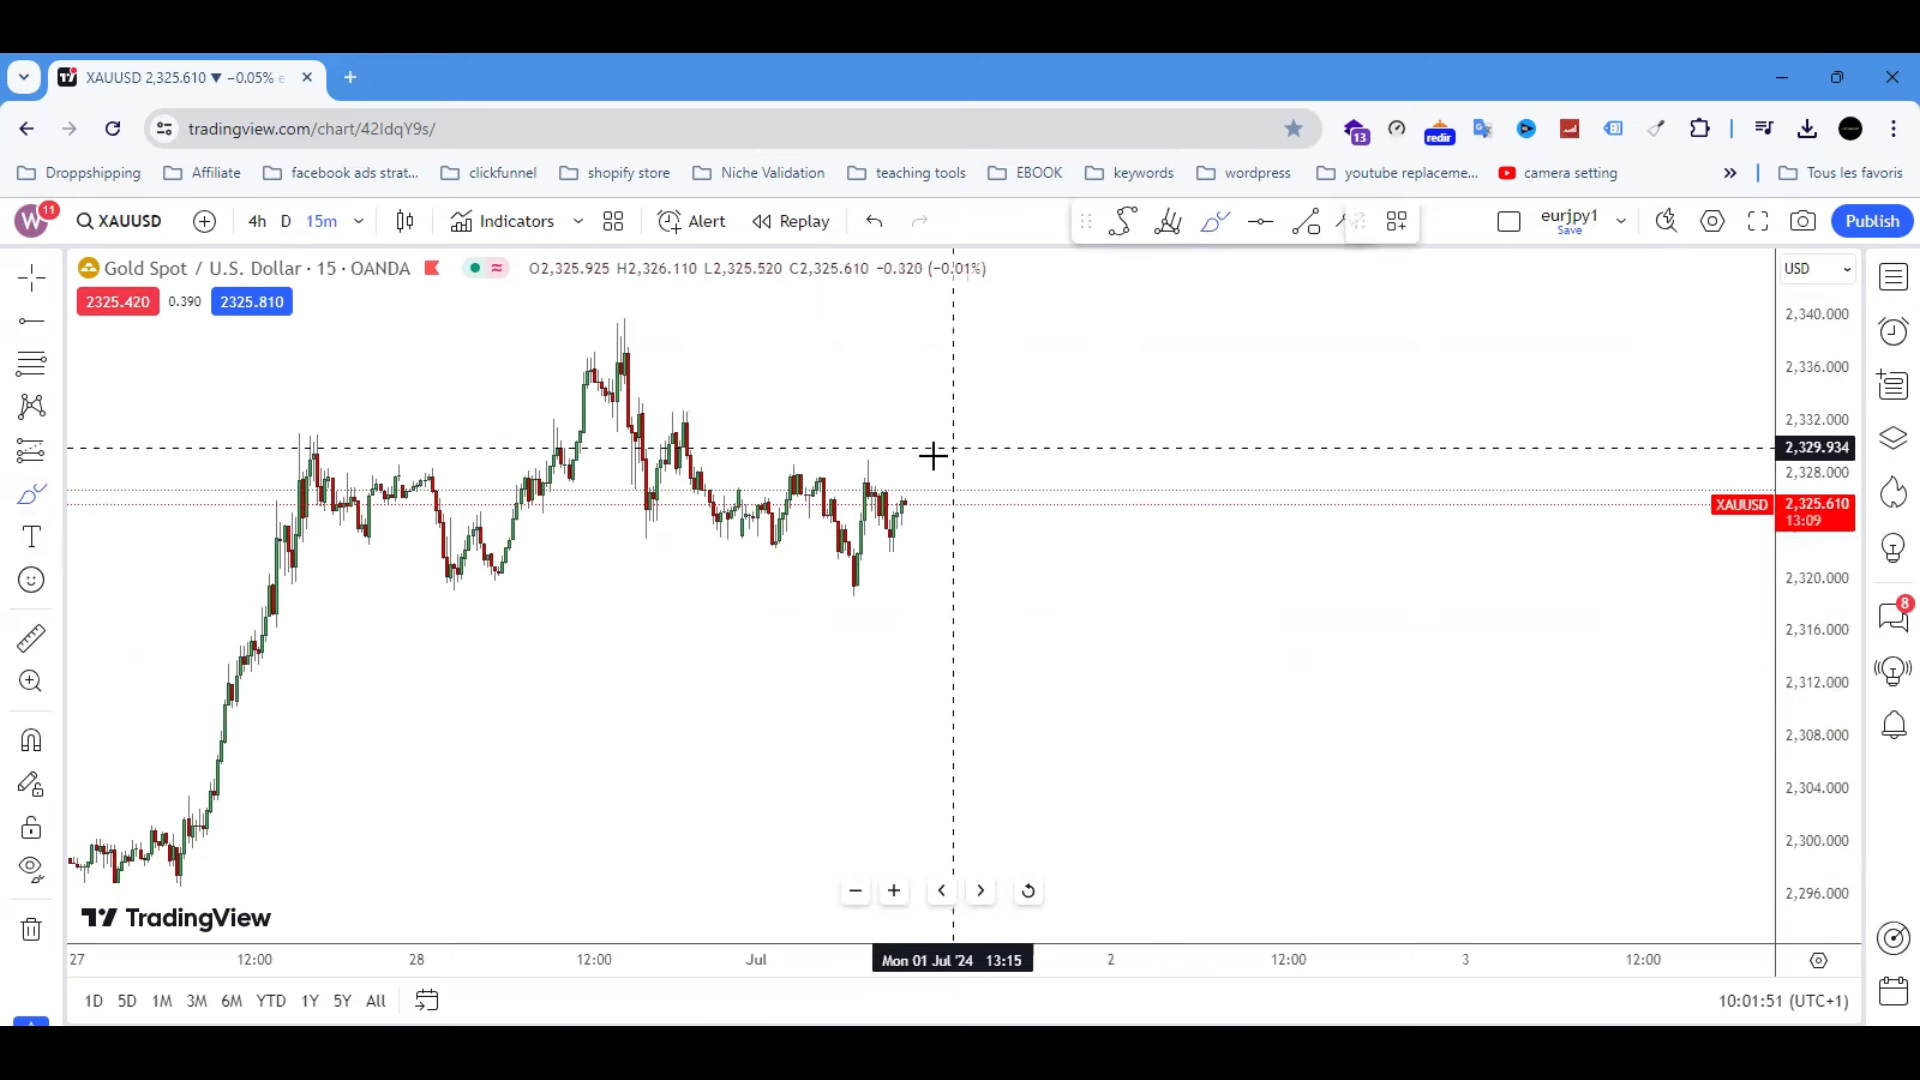 XAUUSD 2,325.610 ▼ −0.05%
tradingview.com/chart/42IdqY9s/
13
redir
Droppshipping
Affiliate
facebook ads strat...
clickfunnel
shopify store
Niche Validation
teaching tools
EBOOK
keywords
wordpress
youtube replaceme...
camera setting
»
Tous les favoris
W
11
XAUUSD
4h
D
15m
Indicators
Alert
Replay
eurjpy1
Save
Publish
Gold Spot / U.S. Dollar · 15 · OANDA
O2,325.925 H2,326.110 L2,325.520 C2,325.610 −0.320 (−0.01%)
USD
2325.420
0.390
2325.810
2,340.000
2,336.000
2,332.000
2,329.934
2,328.000
XAUUSD
2,325.610
13:09
2,320.000
2,316.000
2,312.000
2,308.000
2,304.000
2,300.000
2,296.000
8
TradingView
27
12:00
28
12:00
Jul
Mon 01 Jul '24 13:15
2
12:00
3
12:00
1D
5D
1M
3M
6M
YTD
1Y
5Y
All
10:01:51 (UTC+1)